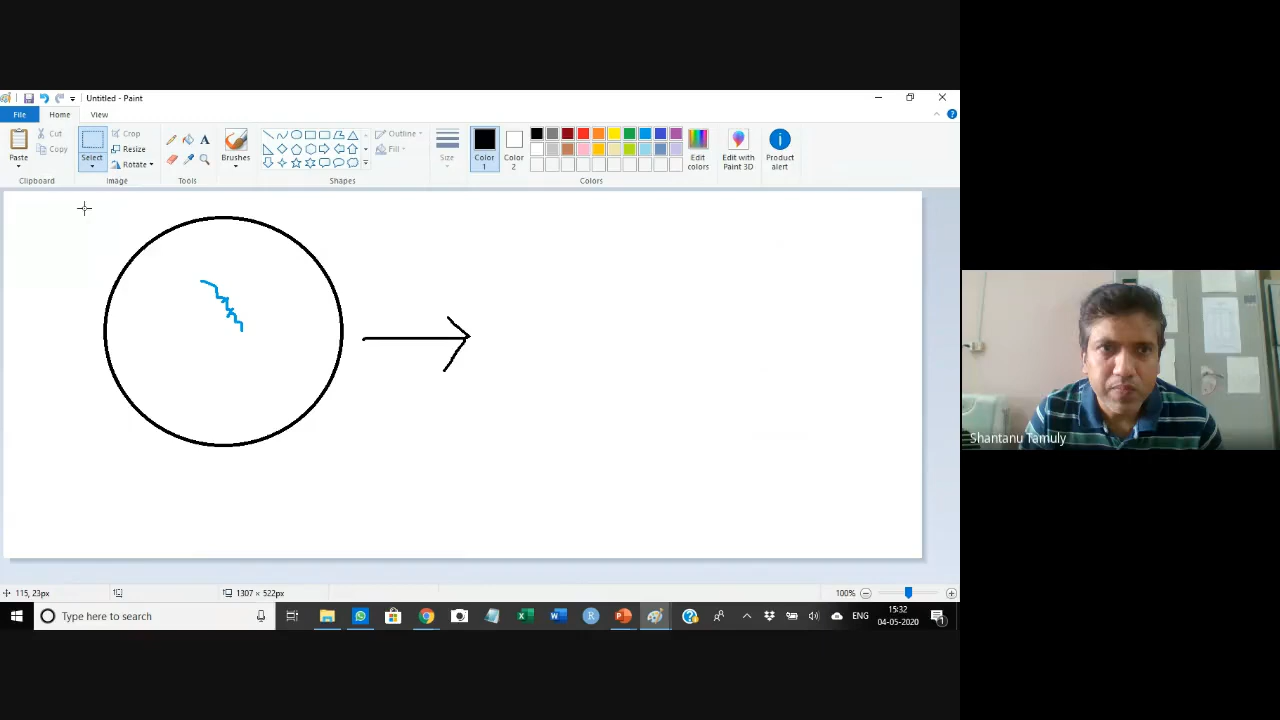 Untitled - Paint
File Home View
Cut
Copy
Paste
Clipboard
Select
Crop
Resize
Rotate
Image
Tools
Brushes
Shapes
Outline
Fill
Size
Color 1
Color 2
Edit colors
Colors
Edit with Paint 3D
Product alert
Shantanu Tamuly
115, 23px
1307 × 522px
100%
Type here to search
ENG
15:32
04-05-2020
1